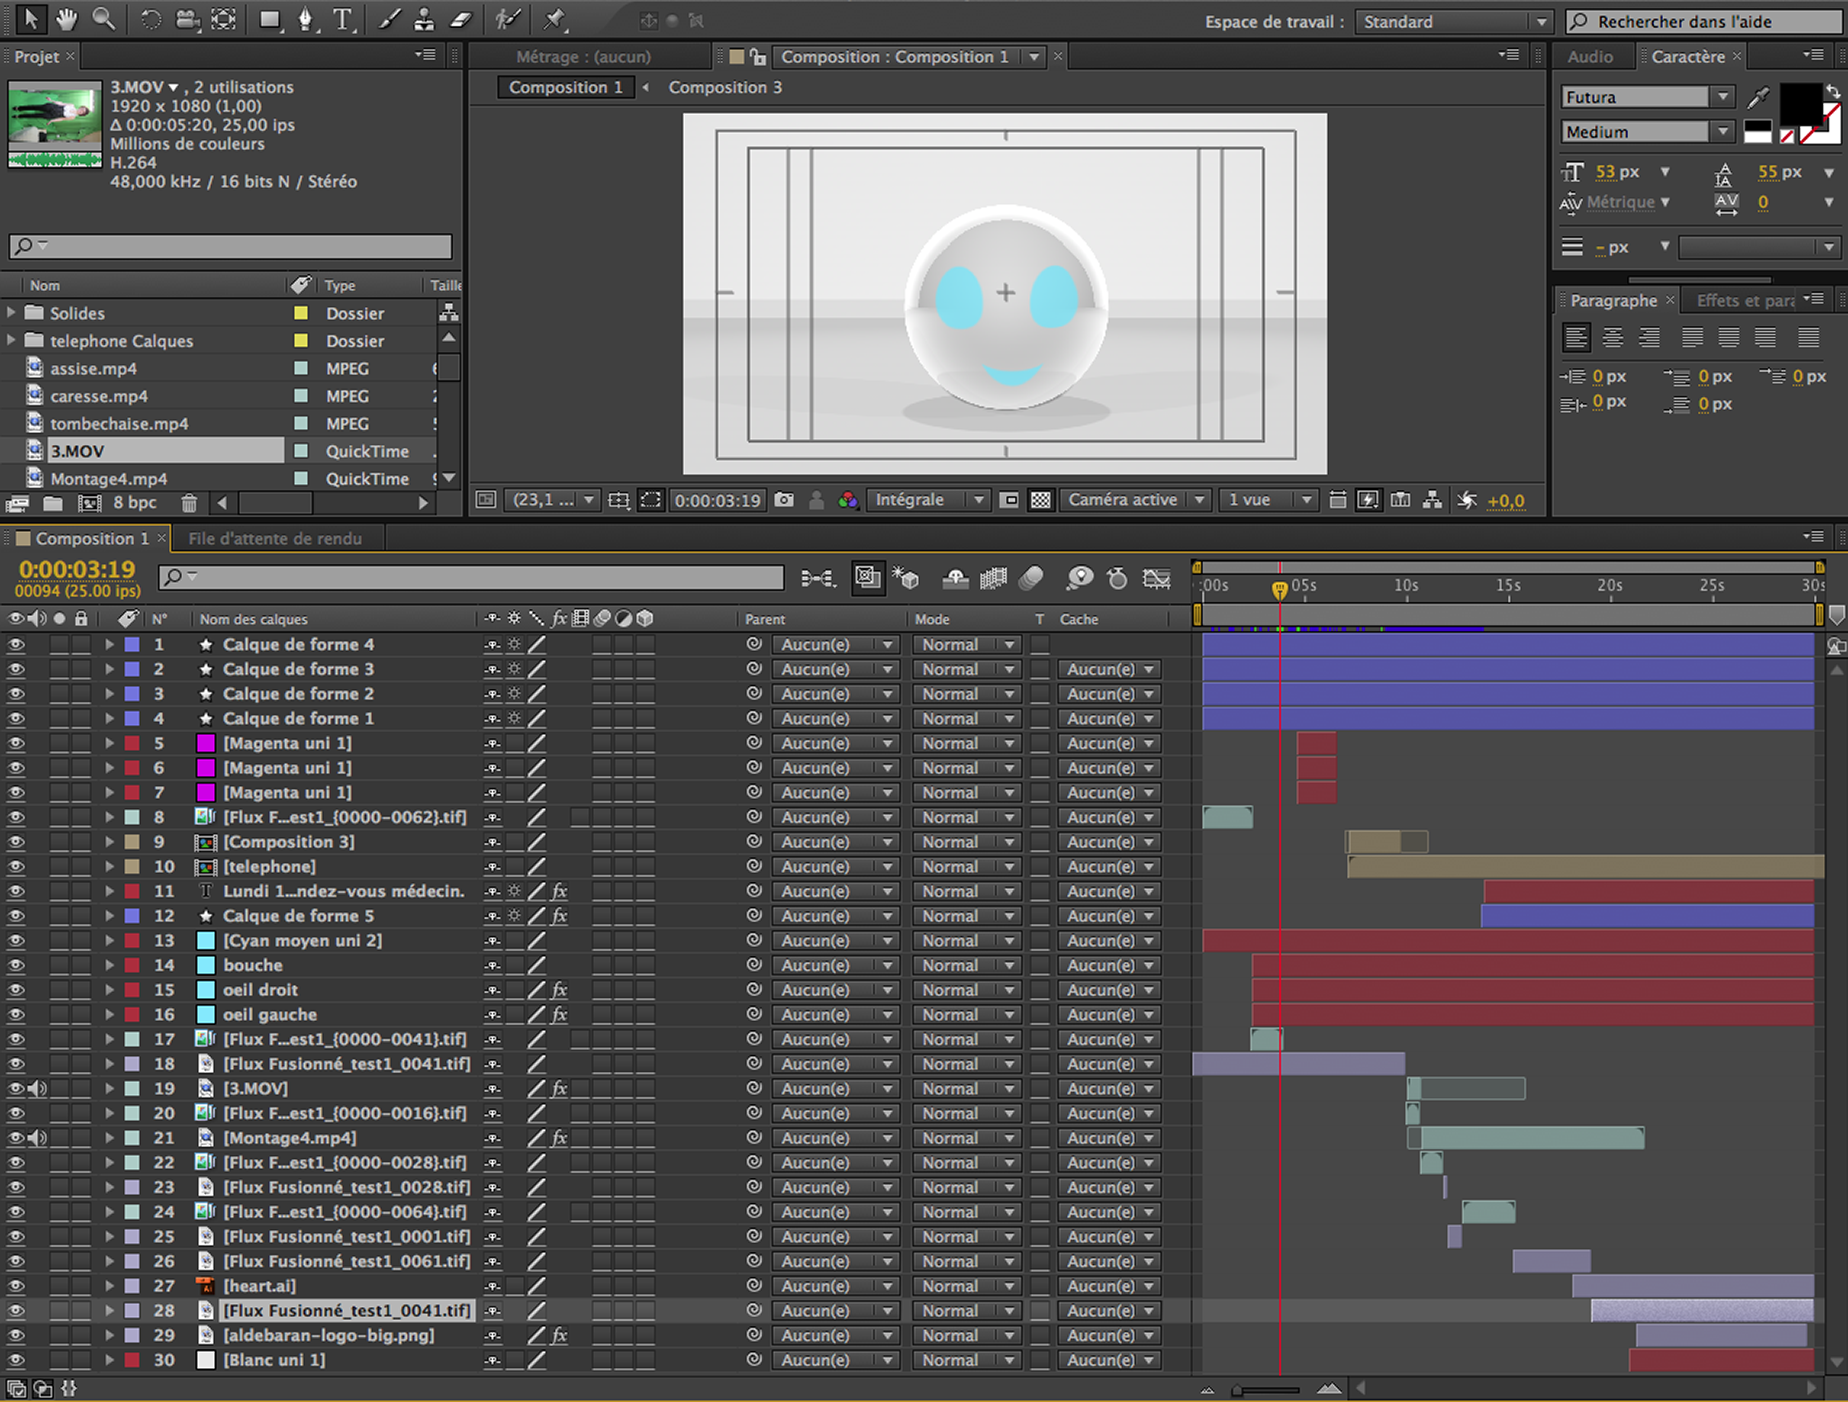 T
Espace de travail : Standard Rechercher dans l'aide
Projet
3.MOV , 2 utilisations
1920 x 1080 (1,00)
Δ 0:00:05:20, 25,00 ips
Millions de couleurs
H.264
48,000 kHz / 16 bits N / Stéréo
Nom Type Taille
Solides Dossier
telephone Calques Dossier
assise.mp4 MPEG
caresse.mp4 MPEG
tombechaise.mp4 MPEG
3.MOV QuickTime
Montage4.mp4 QuickTime
8 bpc
Métrage : (aucun) Composition : Composition 1
Composition 1 Composition 3
(23,1 ... 0:00:03:19 Intégrale Caméra active 1 vue +0,0
Audio Caractère
Futura
Medium
53 px 55 px
Métrique 0
- px
Paragraphe Effets et para
0 px 0 px 0 px
0 px 0 px
Composition 1 File d'attente de rendu
0:00:03:19
00094 (25.00 ips)
:00s 05s 10s 15s 20s 25s 30s
N° Nom des calques fx Parent Mode T Cache
1 Calque de forme 4 Aucun(e) Normal
2 Calque de forme 3 Aucun(e) Normal Aucun(e)
3 Calque de forme 2 Aucun(e) Normal Aucun(e)
4 Calque de forme 1 Aucun(e) Normal Aucun(e)
5 [Magenta uni 1] Aucun(e) Normal Aucun(e)
6 [Magenta uni 1] Aucun(e) Normal Aucun(e)
7 [Magenta uni 1] Aucun(e) Normal Aucun(e)
8 [Flux F...est1_{0000-0062}.tif] Aucun(e) Normal Aucun(e)
9 [Composition 3] Aucun(e) Normal Aucun(e)
10 [telephone] Aucun(e) Normal Aucun(e)
11 T Lundi 1...ndez-vous médecin. fx Aucun(e) Normal Aucun(e)
12 Calque de forme 5 fx Aucun(e) Normal Aucun(e)
13 [Cyan moyen uni 2] Aucun(e) Normal Aucun(e)
14 bouche Aucun(e) Normal Aucun(e)
15 oeil droit fx Aucun(e) Normal Aucun(e)
16 oeil gauche fx Aucun(e) Normal Aucun(e)
17 [Flux F...est1_{0000-0041}.tif] Aucun(e) Normal Aucun(e)
18 [Flux Fusionné_test1_0041.tif] Aucun(e) Normal Aucun(e)
19 [3.MOV] fx Aucun(e) Normal Aucun(e)
20 [Flux F...est1_{0000-0016}.tif] Aucun(e) Normal Aucun(e)
21 [Montage4.mp4] fx Aucun(e) Normal Aucun(e)
22 [Flux F...est1_{0000-0028}.tif] Aucun(e) Normal Aucun(e)
23 [Flux Fusionné_test1_0028.tif] Aucun(e) Normal Aucun(e)
24 [Flux F...est1_{0000-0064}.tif] Aucun(e) Normal Aucun(e)
25 [Flux Fusionné_test1_0001.tif] Aucun(e) Normal Aucun(e)
26 [Flux Fusionné_test1_0061.tif] Aucun(e) Normal Aucun(e)
27 [heart.ai] Aucun(e) Normal Aucun(e)
28 [Flux Fusionné_test1_0041.tif] Aucun(e) Normal Aucun(e)
29 [aldebaran-logo-big.png] fx Aucun(e) Normal Aucun(e)
30 [Blanc uni 1] Aucun(e) Normal Aucun(e)